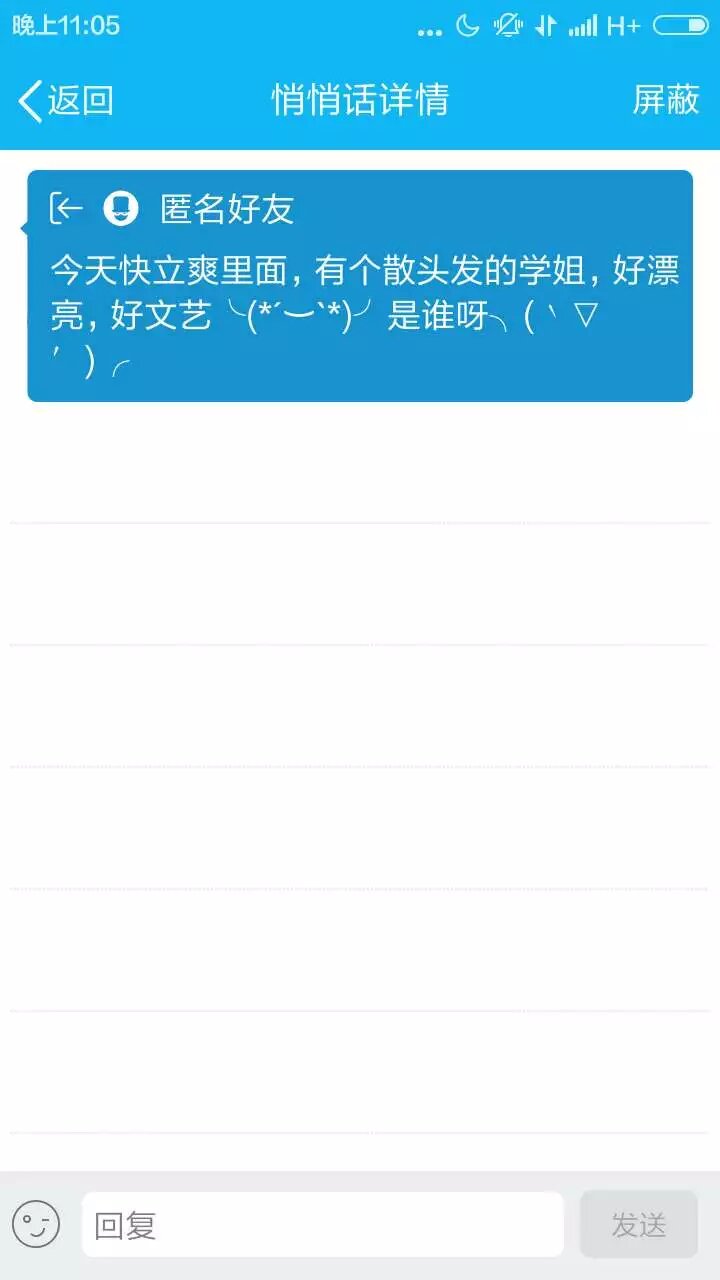 晚上11:05
... H+
返回
悄悄话详情
屏蔽
匿名好友
今天快立爽里面，有个散头发的学姐，好漂
亮，好文艺╰(*´︶`*)╯是谁呀╮(｀▽
′)╭
回复
发送